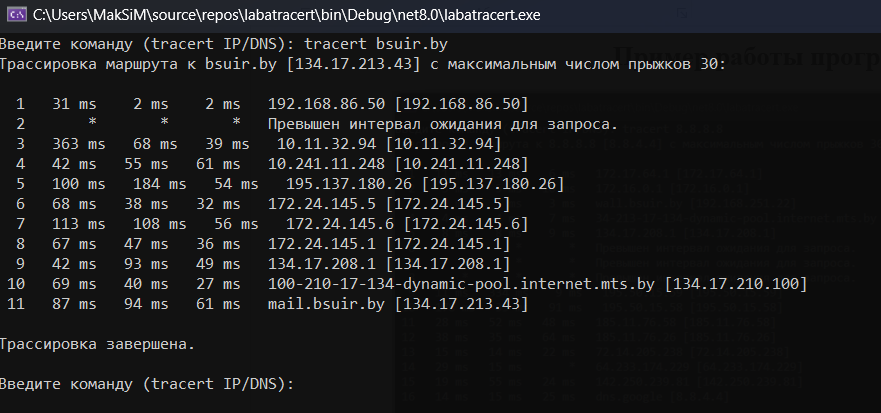 C:\Users\MakSiM\source\repos\labatracert\bin\Debug\net8.0\labatracert.exe
Введите команду (tracert IP/DNS): tracert bsuir.by
Трассировка маршрута к bsuir.by [134.17.213.43] с максимальным числом прыжков 30:
1 31 ms 2 ms 2 ms 192.168.86.50 [192.168.86.50]
2 * * * Превышен интервал ожидания для запроса.
3 363 ms 68 ms 39 ms 10.11.32.94 [10.11.32.94]
4 42 ms 55 ms 61 ms 10.241.11.248 [10.241.11.248]
5 100 ms 184 ms 54 ms 195.137.180.26 [195.137.180.26]
6 68 ms 38 ms 32 ms 172.24.145.5 [172.24.145.5]
7 113 ms 108 ms 56 ms 172.24.145.6 [172.24.145.6]
8 67 ms 47 ms 36 ms 172.24.145.1 [172.24.145.1]
9 42 ms 93 ms 49 ms 134.17.208.1 [134.17.208.1]
10 69 ms 40 ms 27 ms 100-210-17-134-dynamic-pool.internet.mts.by [134.17.210.100]
11 87 ms 94 ms 61 ms mail.bsuir.by [134.17.213.43]
Трассировка завершена.
Введите команду (tracert IP/DNS):